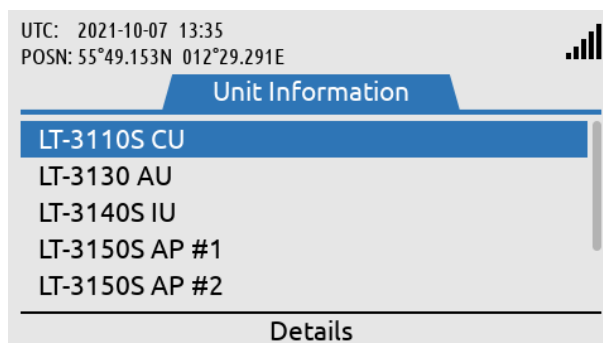 UTC: 2021-10-07 13:35
POSN: 55°49.153N 012°29.291E
Unit Information
LT-3110S CU
LT-3130 AU
LT-3140S IU
LT-3150S AP #1
LT-3150S AP #2
Details